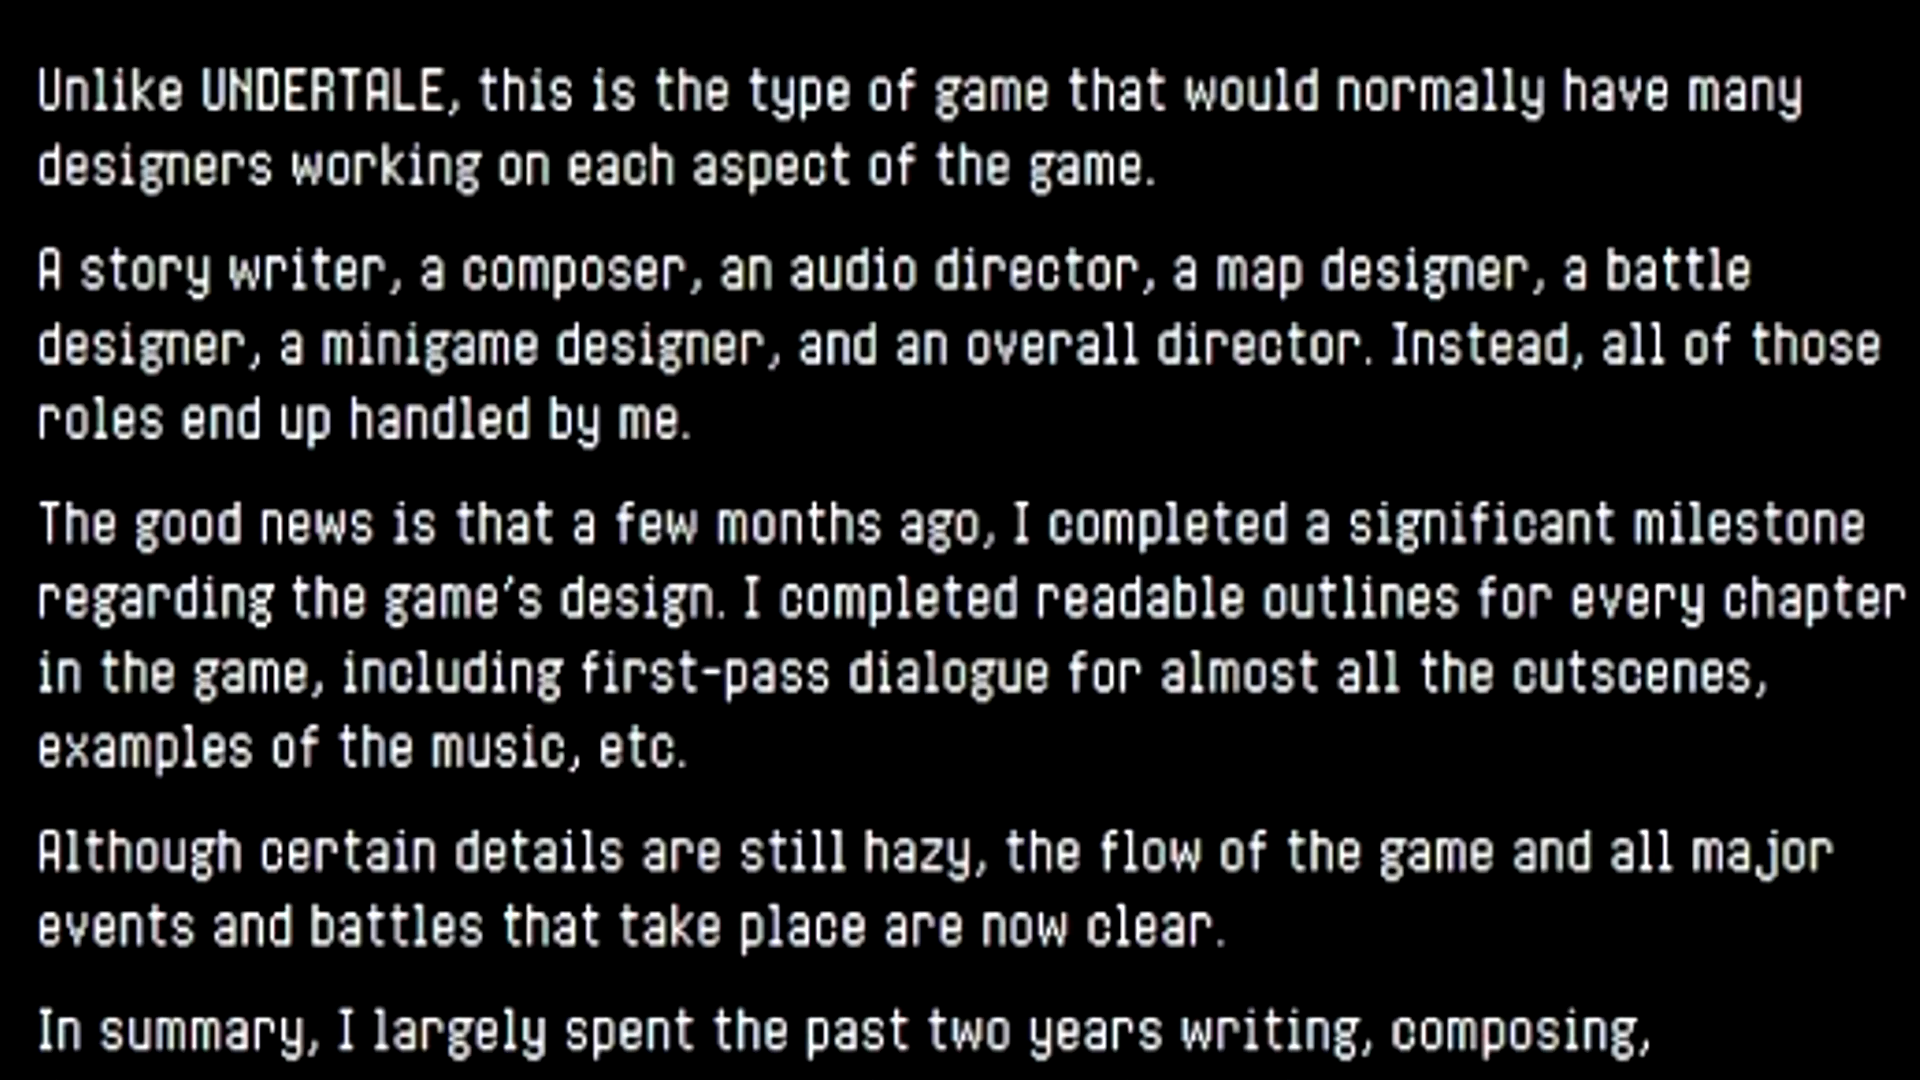 Unlike UNDERTALE, this is the type of game that would normally have many
designers working on each aspect of the game.
A story writer, a composer, an audio director, a map designer, a battle
designer, a minigame designer, and an overall director. Instead, all of those
roles end up handled by me.
The good news is that a few months ago, I completed a significant milestone
regarding the game's design. I completed readable outlines for every chapter
in the game, including first-pass dialogue for almost all the cutscenes,
examples of the music, etc.
Although certain details are still hazy, the flow of the game and all major
events and battles that take place are now clear.
In summary, I largely spent the past two years writing, composing,